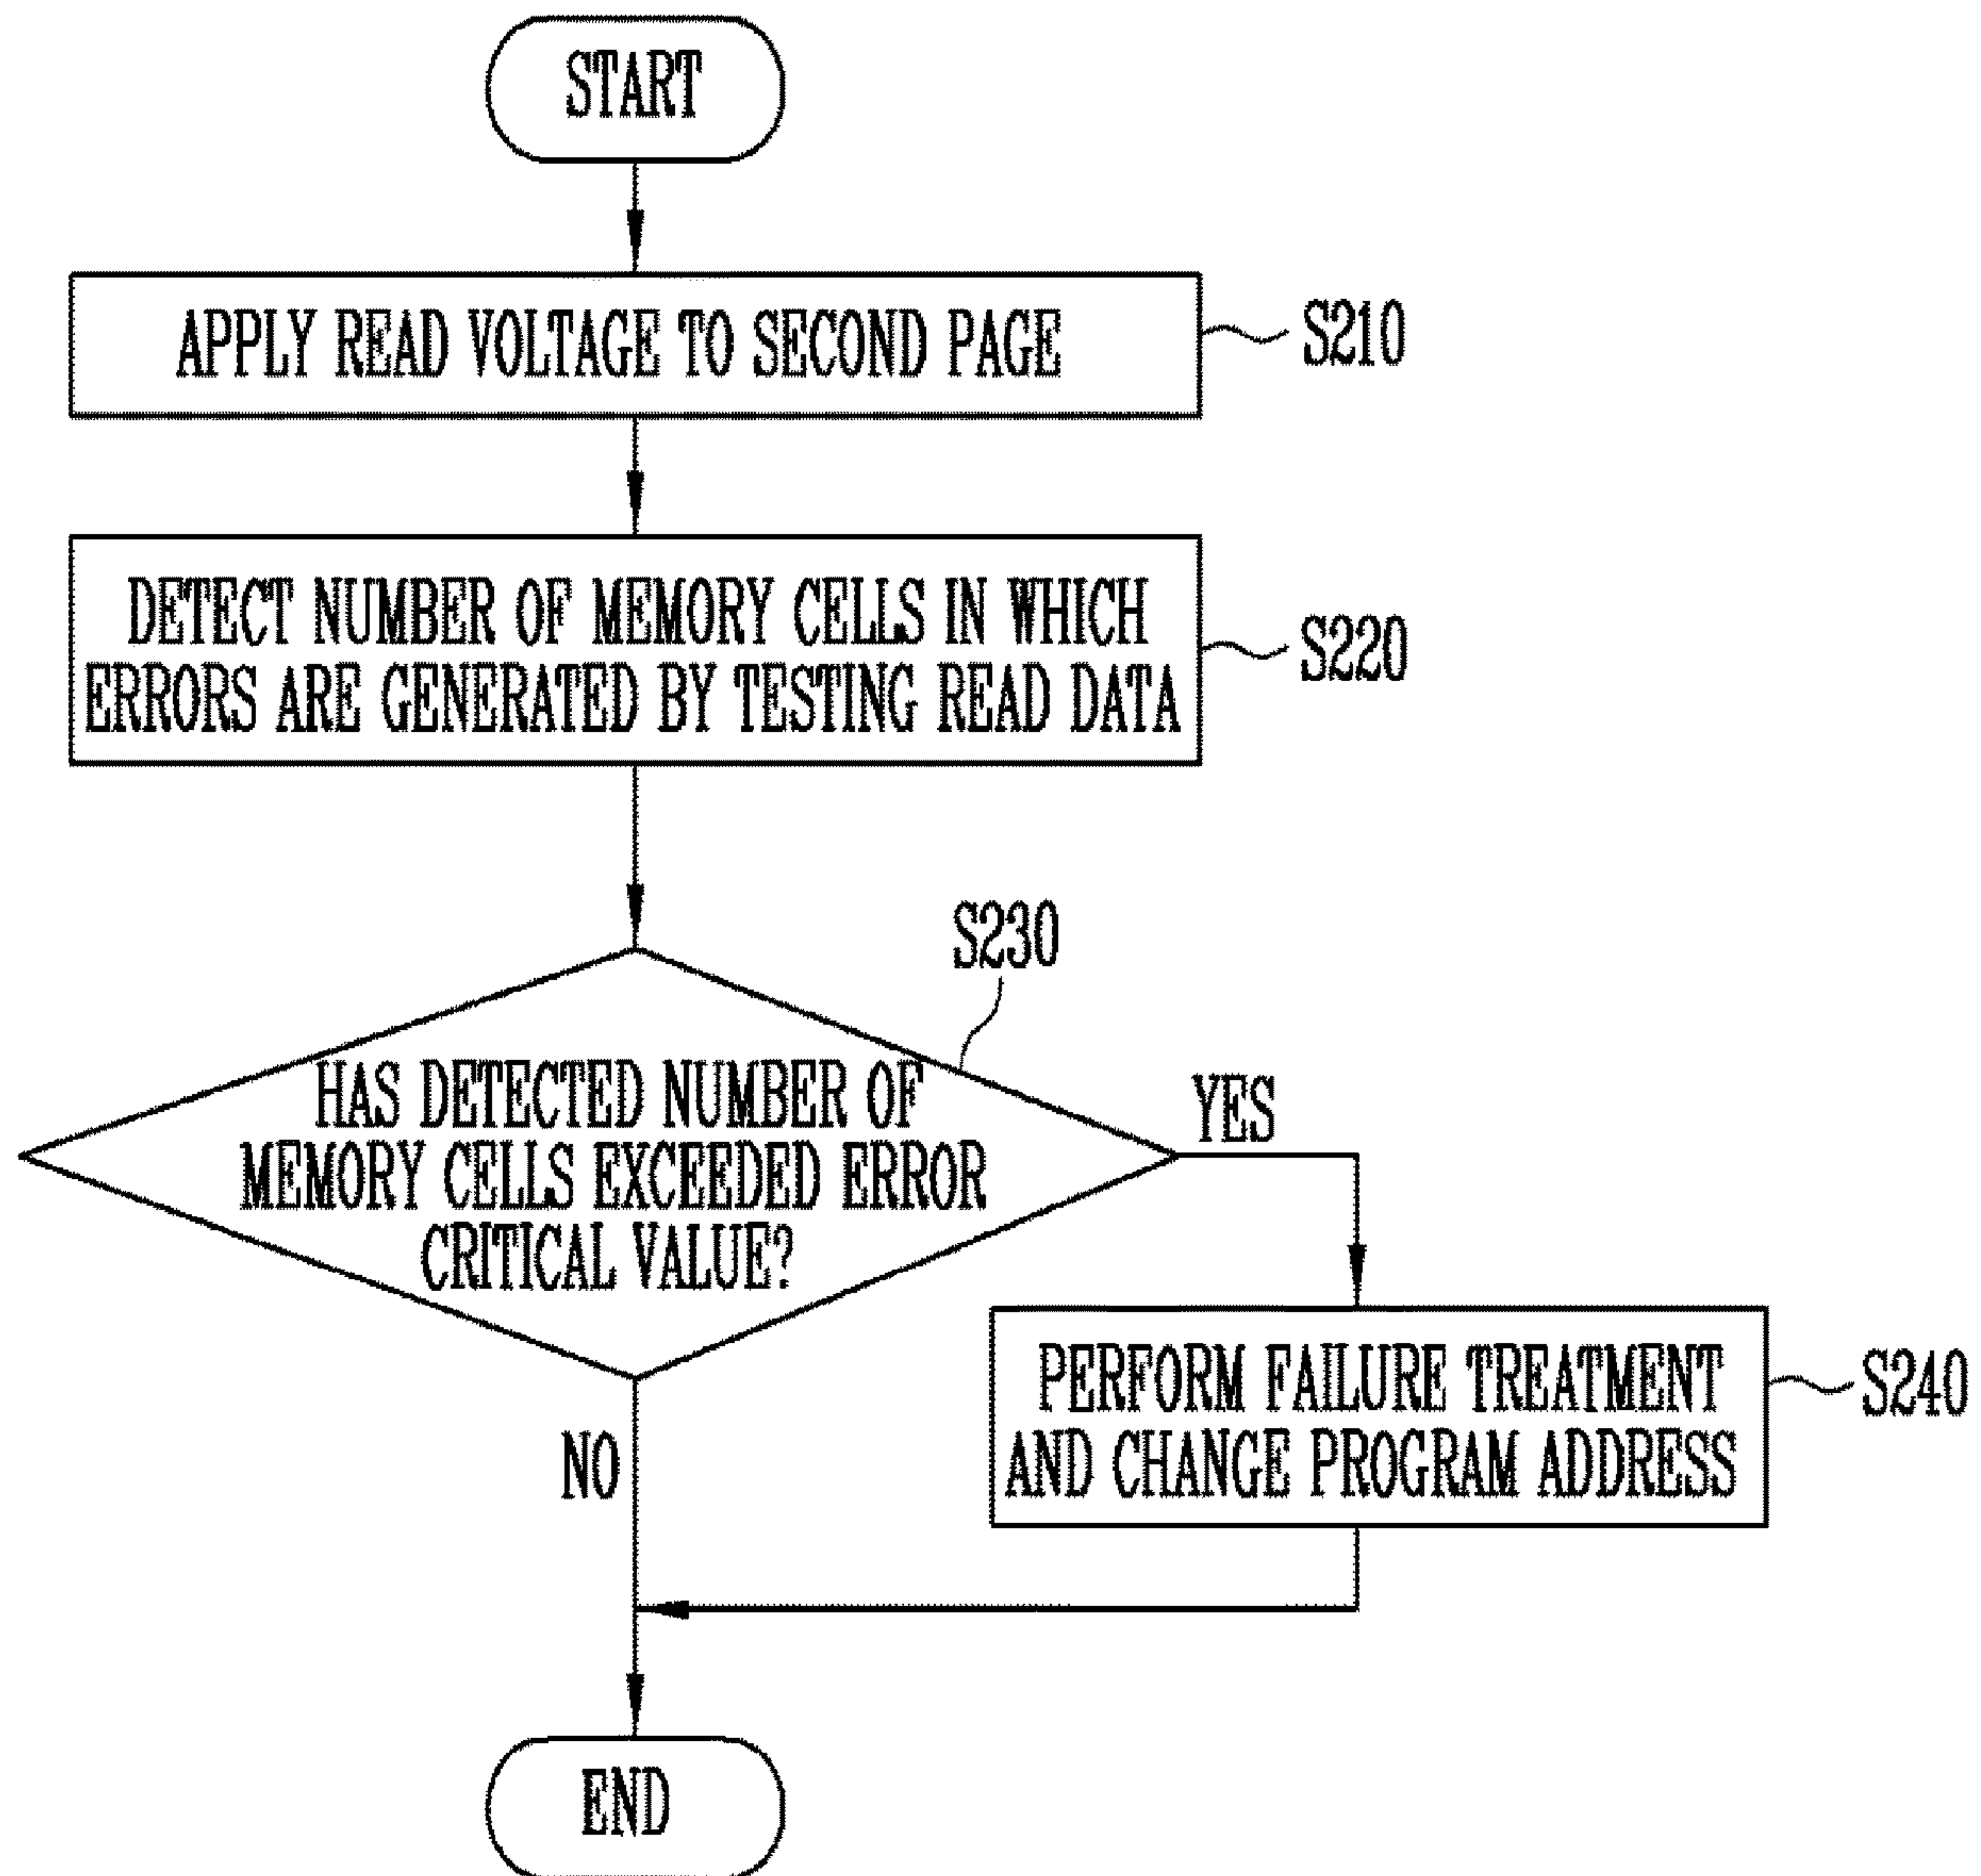 START
APPLY READ VOLTAGE TO SECOND PAGE
S210
DETECT NUMBER OF MEMORY CELLS IN WHICH
ERRORS ARE GENERATED BY TESTING READ DATA
S220
S230
HAS DETECTED NUMBER OF
MEMORY CELLS EXCEEDED ERROR
CRITICAL VALUE?
YES
PERFORM FAILURE TREATMENT
AND CHANGE PROGRAM ADDRESS
S240
NO
END